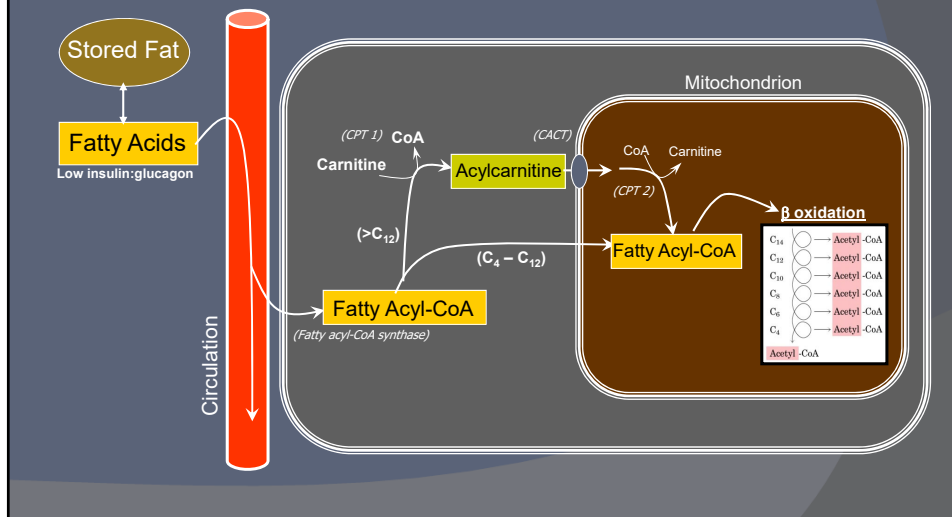 Stored Fat
Fatty Acids
Low insulin:glucagon
Circulation
Mitochondrion
(CPT 1)
CoA
Carnitine
Acylcarnitine
(CACT)
CoA
Carnitine
(CPT 2)
(>C₁₂)
(C₄ – C₁₂)
Fatty Acyl-CoA
(Fatty acyl-CoA synthase)
Fatty Acyl-CoA
β oxidation
C₁₄ Acetyl-CoA
C₁₂ Acetyl-CoA
C₁₀ Acetyl-CoA
C₈ Acetyl-CoA
C₆ Acetyl-CoA
C₄ Acetyl-CoA
Acetyl-CoA